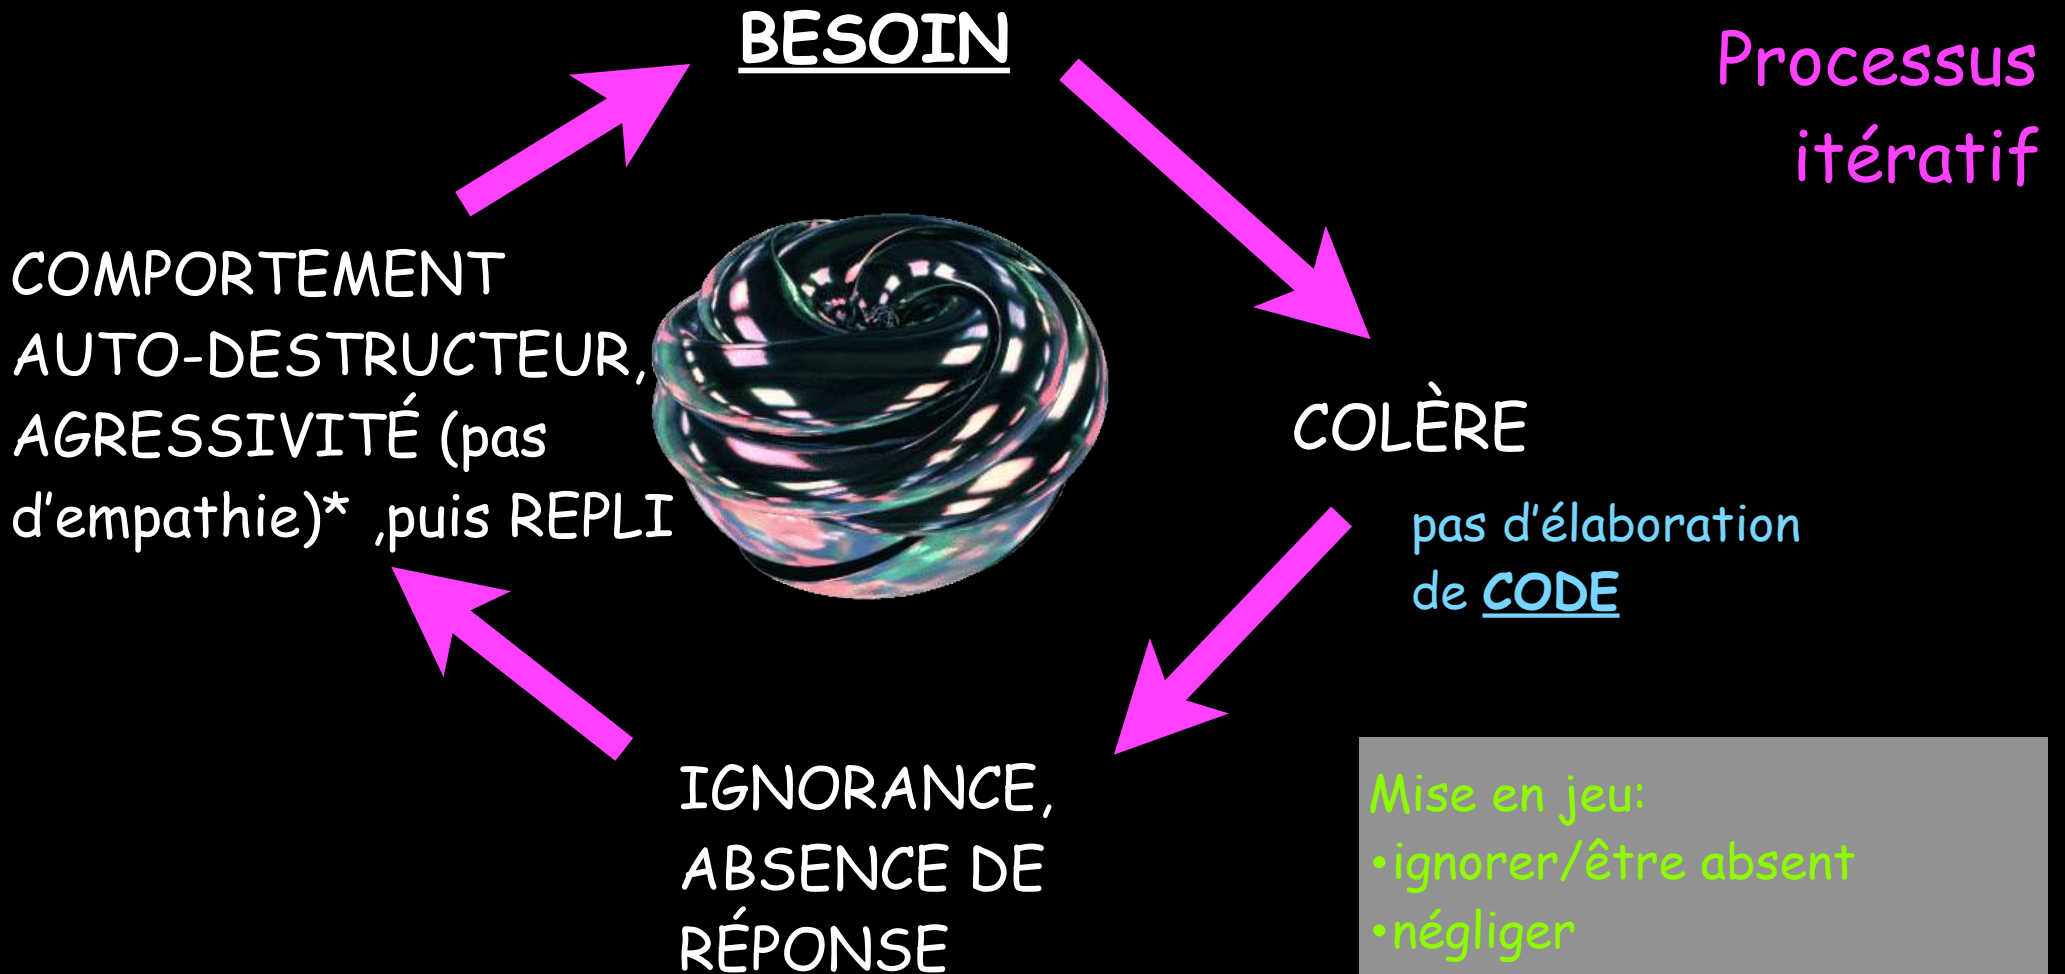 BESOIN
Processus
itératif
COMPORTEMENT
AUTO-DESTRUCTEUR,
AGRESSIVITÉ (pas
d'empathie)* ,puis REPLI
COLÈRE
pas d'élaboration
de CODE
IGNORANCE,
ABSENCE DE
RÉPONSE
Mise en jeu:
•ignorer/être absent
•négliger